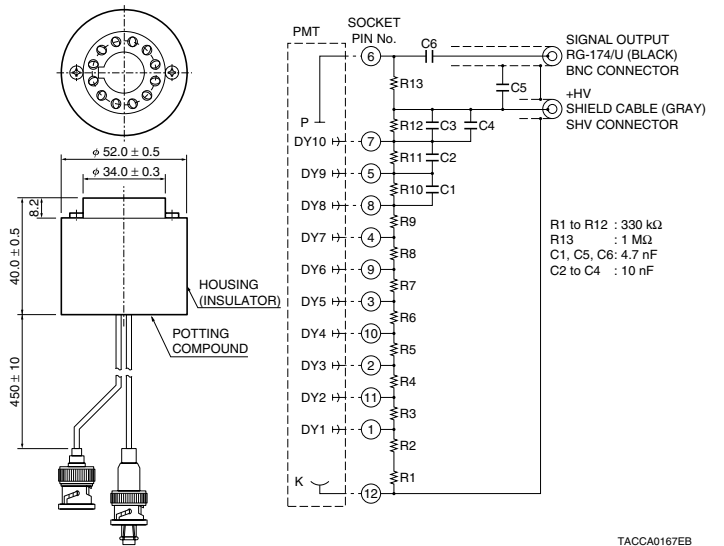 φ 52.0 ± 0.5
φ 34.0 ± 0.3
8.2
40.0 ± 0.5
450 ± 10
HOUSING
(INSULATOR)
POTTING
COMPOUND
PMT
SOCKET
PIN No.
P
DY10
DY9
DY8
DY7
DY6
DY5
DY4
DY3
DY2
DY1
K
6
7
5
8
4
9
3
10
2
11
1
12
C6
R13
C5
R12
C3
C4
R11
C2
R10
C1
R9
R8
R7
R6
R5
R4
R3
R2
R1
SIGNAL OUTPUT
RG-174/U (BLACK)
BNC CONNECTOR
+HV
SHIELD CABLE (GRAY)
SHV CONNECTOR
R1 to R12 : 330 kΩ
R13 : 1 MΩ
C1, C5, C6: 4.7 nF
C2 to C4 : 10 nF
TACCA0167EB